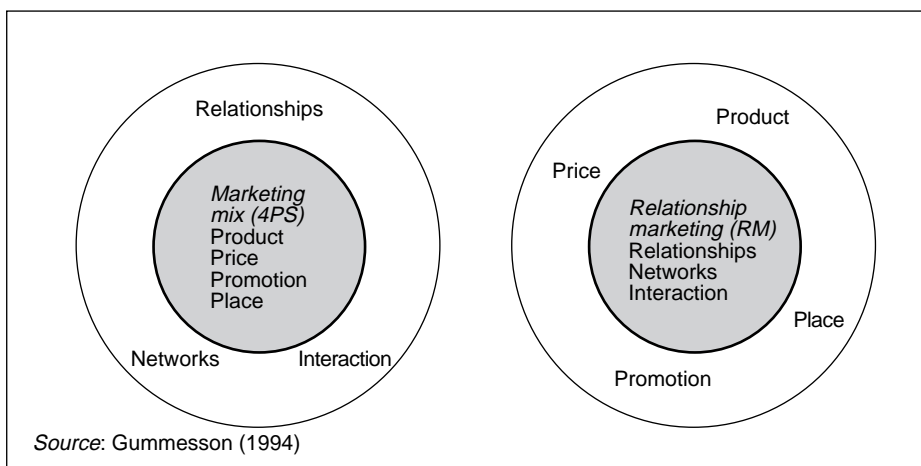 Relationships
Marketing
mix (4PS)
Product
Price
Promotion
Place
Networks
Interaction
Product
Price
Relationship
marketing (RM)
Relationships
Networks
Interaction
Place
Promotion
Source: Gummesson (1994)